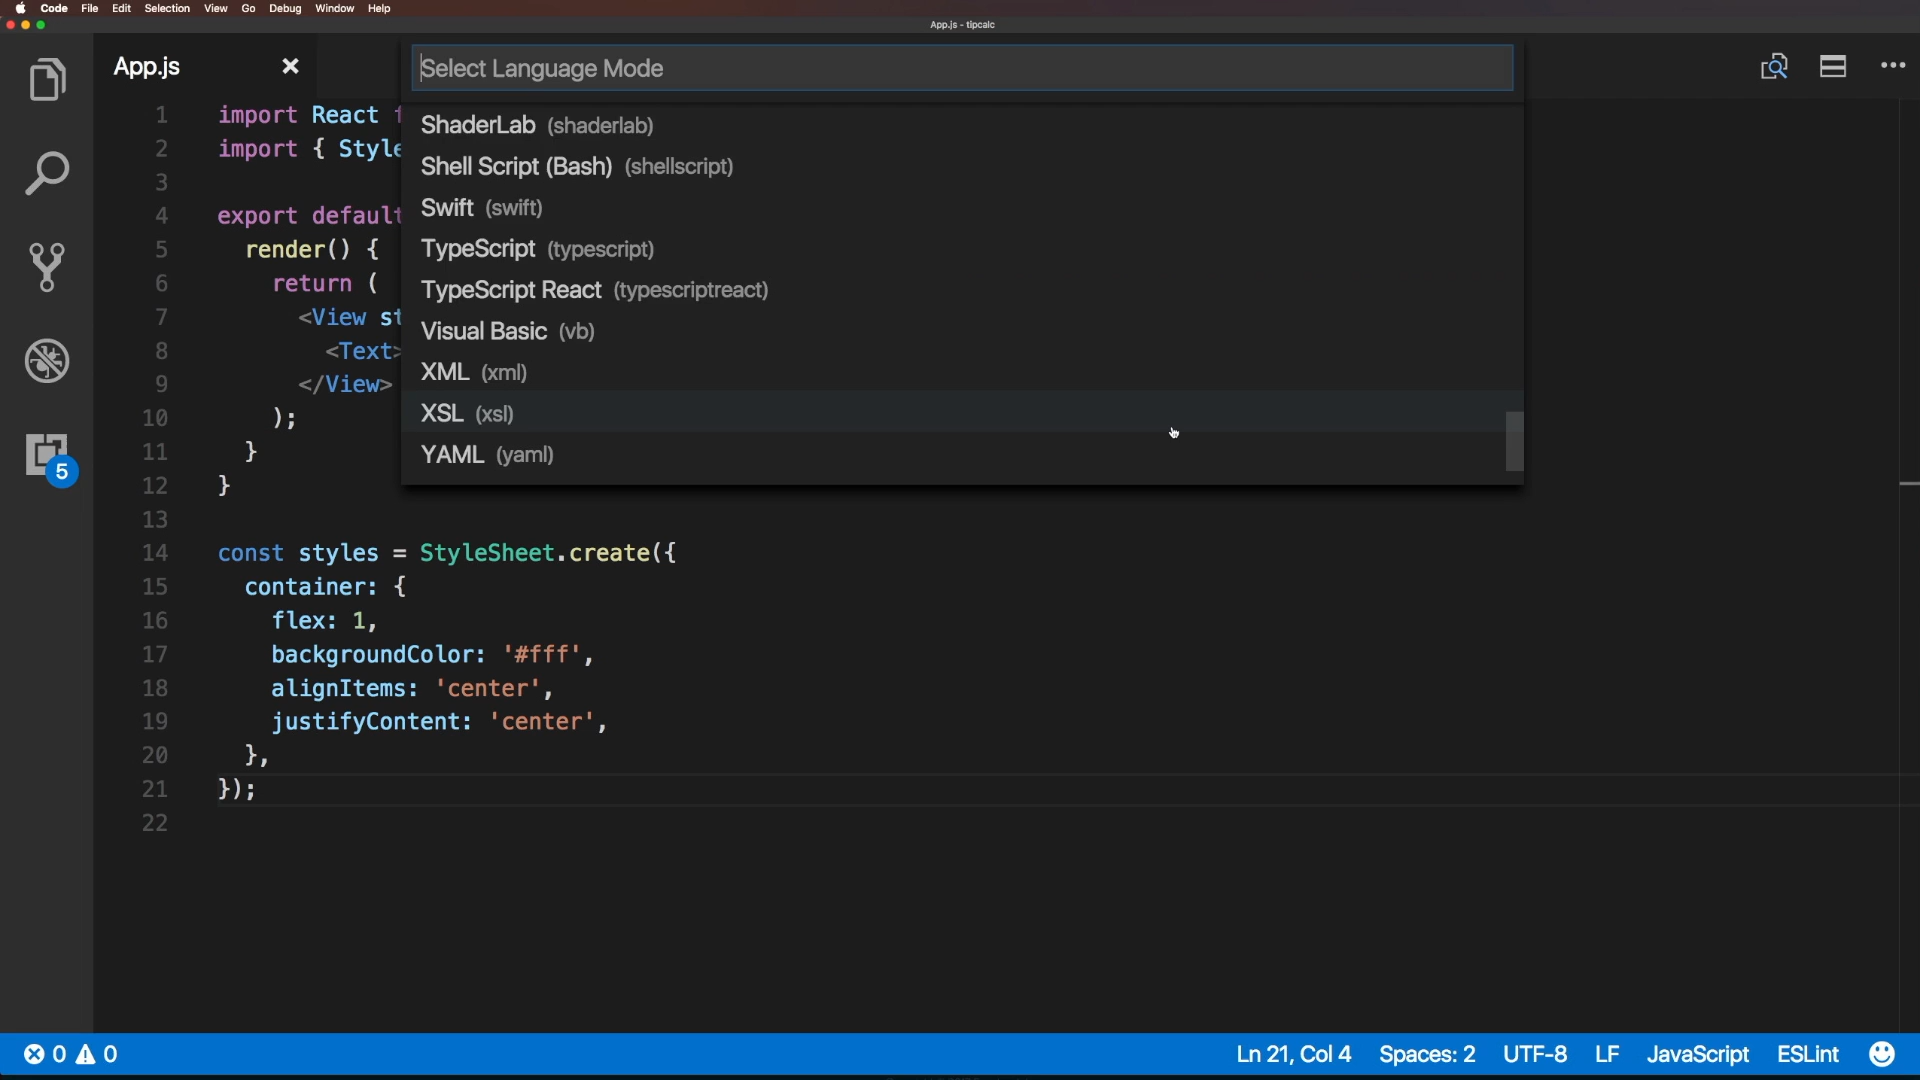 Code File Edit Selection View Go Debug Window Help
App.js - tipcalc
App.js
Select Language Mode
ShaderLab (shaderlab)
Shell Script (Bash) (shellscript)
Swift (swift)
TypeScript (typescript)
TypeScript React (typescriptreact)
Visual Basic (vb)
XML (xml)
XSL (xsl)
YAML (yaml)
1 import React f
2 import { Style
3
4 export default
5 render() {
6 return (
7 <View st
8 <Text>
9 </View>
10 );
11 }
12 }
13
14 const styles = StyleSheet.create({
15 container: {
16 flex: 1,
17 backgroundColor: '#fff',
18 alignItems: 'center',
19 justifyContent: 'center',
20 },
21 });
22
5
0 0 Ln 21, Col 4 Spaces: 2 UTF-8 LF JavaScript ESLint